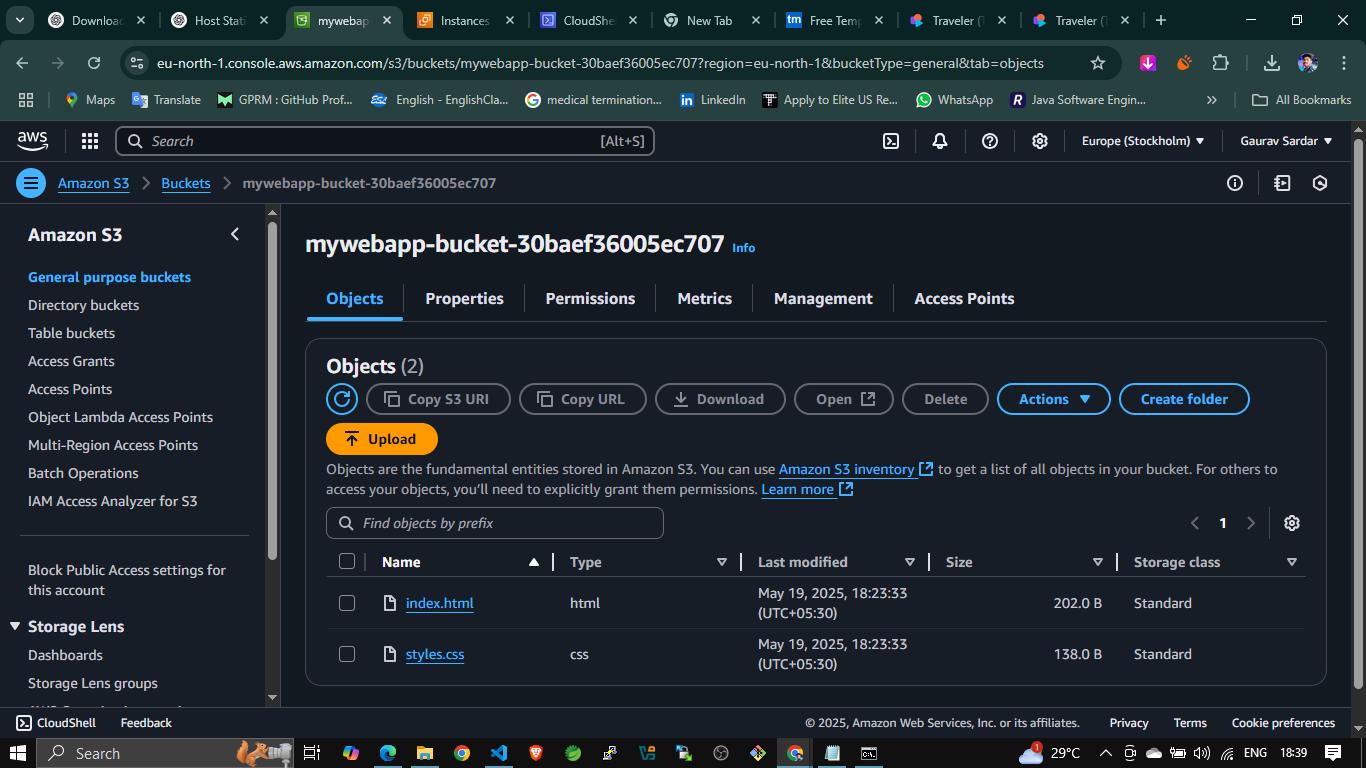 Download
Host Stati
mywebap
Instances
CloudShe
New Tab
Free Temp
Traveler (T
Traveler (T
eu-north-1.console.aws.amazon.com/s3/buckets/mywebapp-bucket-30baef36005ec707?region=eu-north-1&bucketType=general&tab=objects
Maps
Translate
GPRM : GitHub Prof...
English - EnglishCla...
medical termination...
LinkedIn
Apply to Elite US Re...
WhatsApp
Java Software Engin...
All Bookmarks
aws
Search
[Alt+S]
Europe (Stockholm)
Gaurav Sardar
Amazon S3
Buckets
mywebapp-bucket-30baef36005ec707
Amazon S3
General purpose buckets
Directory buckets
Table buckets
Access Grants
Access Points
Object Lambda Access Points
Multi-Region Access Points
Batch Operations
IAM Access Analyzer for S3
Block Public Access settings for
this account
Storage Lens
Dashboards
Storage Lens groups
mywebapp-bucket-30baef36005ec707 Info
Objects
Properties
Permissions
Metrics
Management
Access Points
Objects (2)
Copy S3 URI
Copy URL
Download
Open
Delete
Actions
Create folder
Upload
Objects are the fundamental entities stored in Amazon S3. You can use Amazon S3 inventory to get a list of all objects in your bucket. For others to
access your objects, you’ll need to explicitly grant them permissions. Learn more
Find objects by prefix
1
Name
Type
Last modified
Size
Storage class
index.html
html
May 19, 2025, 18:23:33
(UTC+05:30)
202.0 B
Standard
styles.css
css
May 19, 2025, 18:23:33
(UTC+05:30)
138.0 B
Standard
CloudShell
Feedback
© 2025, Amazon Web Services, Inc. or its affiliates.
Privacy
Terms
Cookie preferences
Search
1
29°C
ENG
18:39